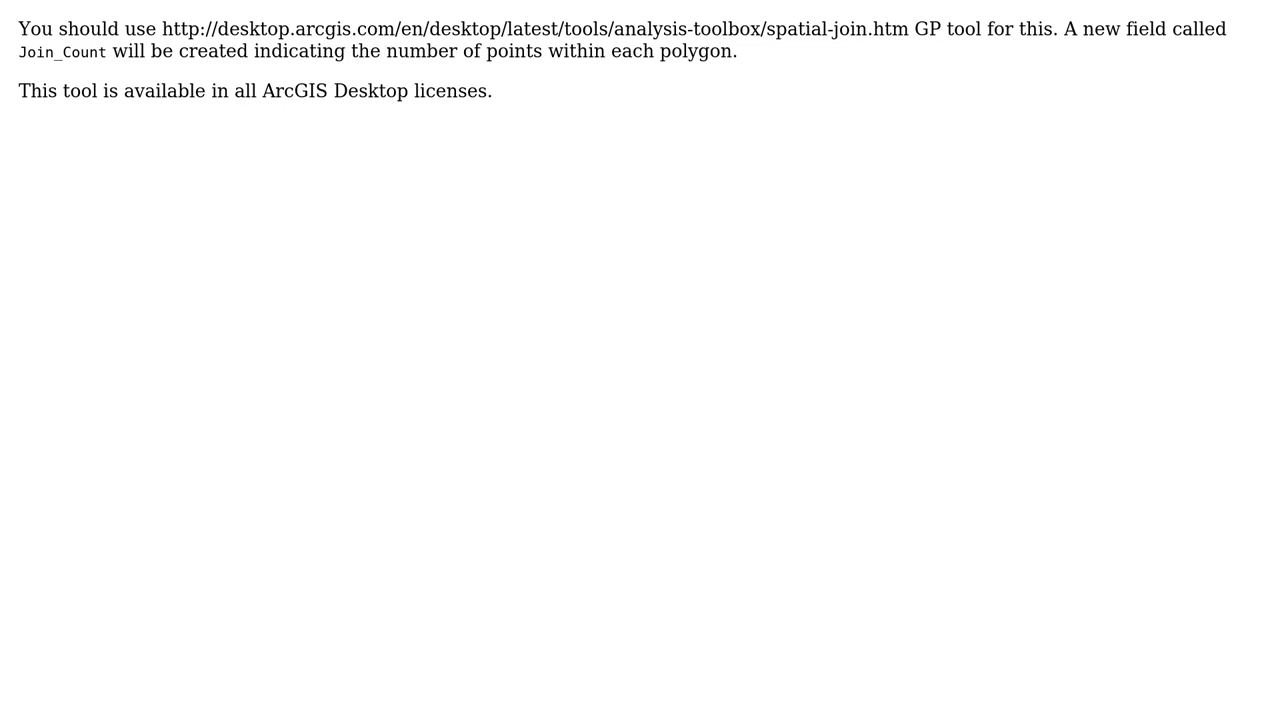 You should use http://desktop.arcgis.com/en/desktop/latest/tools/analysis-toolbox/spatial-join.htm GP tool for this. A new field called
Join_Count will be created indicating the number of points within each polygon.
This tool is available in all ArcGIS Desktop licenses.